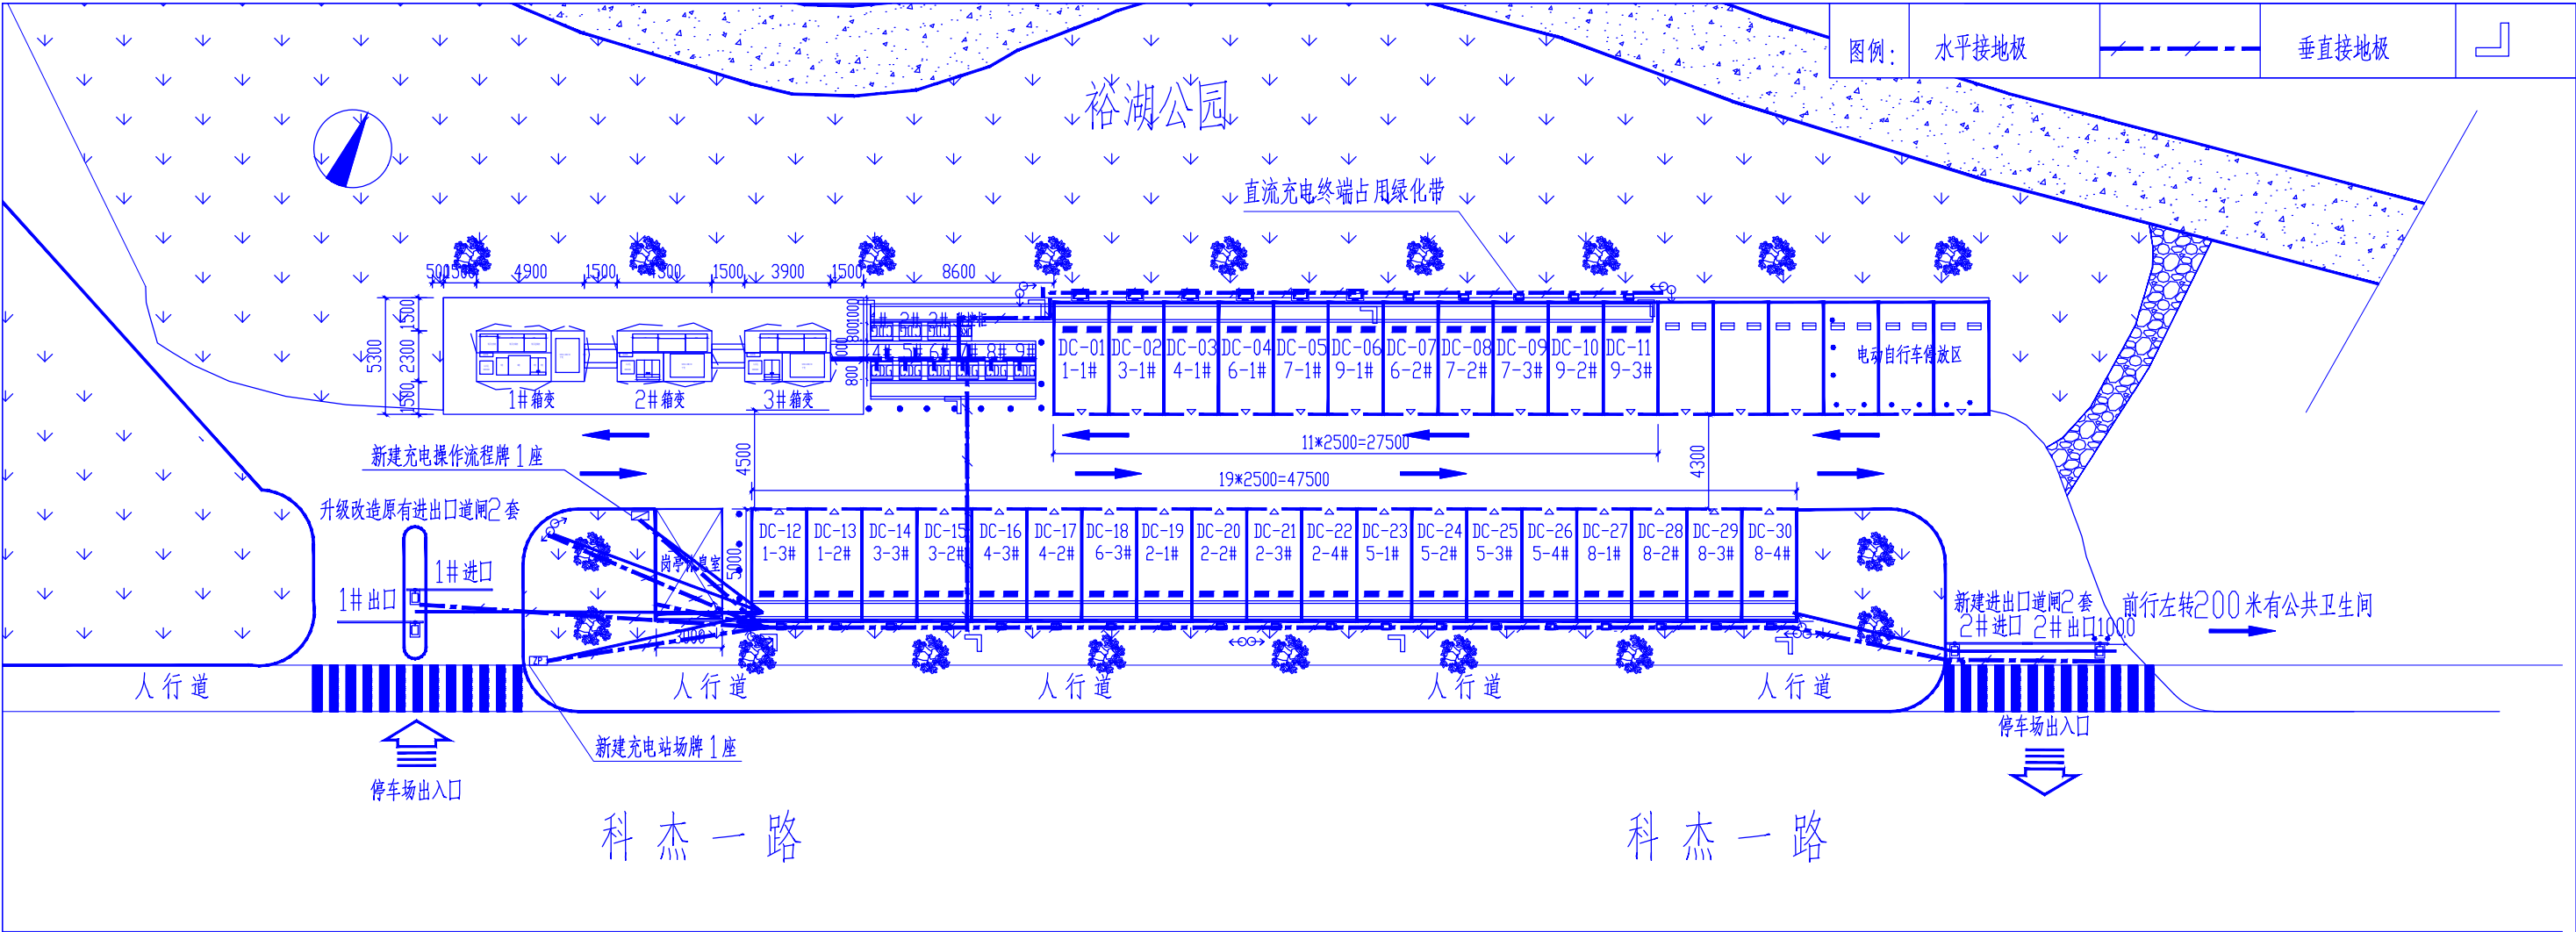 图例: 水平接地极 垂直接地极
裕湖公园
直流充电终端占用绿化带
4900 1500 4300 1500 3900 1500 8600
5300 1500 2300 1500
800 1000
800
4# 5# 6# 7# 8# 9#
1#箱变 2#箱变 3#箱变
DC-01 DC-02 DC-03 DC-04 DC-05 DC-06 DC-07 DC-08 DC-09 DC-10 DC-11
1-1# 3-1# 4-1# 6-1# 7-1# 9-1# 6-2# 7-2# 7-3# 9-2# 9-3#
电动自行车停放区
11*2500=27500
4500
4300
19*2500=47500
新建充电操作流程牌1座
升级改造原有进出口道闸2套
1#进口
1#出口
岗亭休息室
5000
3000
DC-12 DC-13 DC-14 DC-15 DC-16 DC-17 DC-18 DC-19 DC-20 DC-21 DC-22 DC-23 DC-24 DC-25 DC-26 DC-27 DC-28 DC-29 DC-30
1-3# 1-2# 3-3# 3-2# 4-3# 4-2# 6-3# 2-1# 2-2# 2-3# 2-4# 5-1# 5-2# 5-3# 5-4# 8-1# 8-2# 8-3# 8-4#
新建进出口道闸2套
2#进口 2#出口 1000
前行左转200米有公共卫生间
ZP
人行道 人行道 人行道 人行道 人行道
新建充电站场牌1座
停车场出入口
停车场出入口
科杰一路
科杰一路